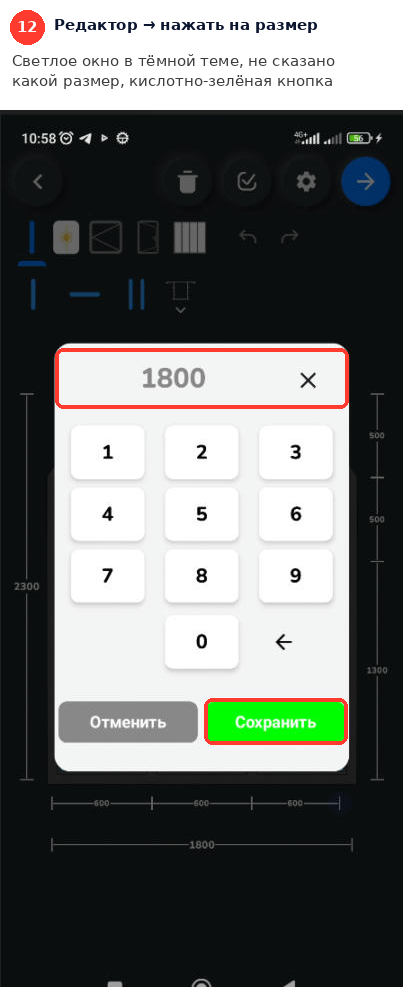 12 Редактор → нажать на размер
Светлое окно в тёмной теме, не сказано
какой размер, кислотно-зелёная кнопка
10:58
4G+
56
1800
1 2 3
4 5 6
7 8 9
0
Отменить Сохранить
500
500
2300
1300
600 600 600
1800